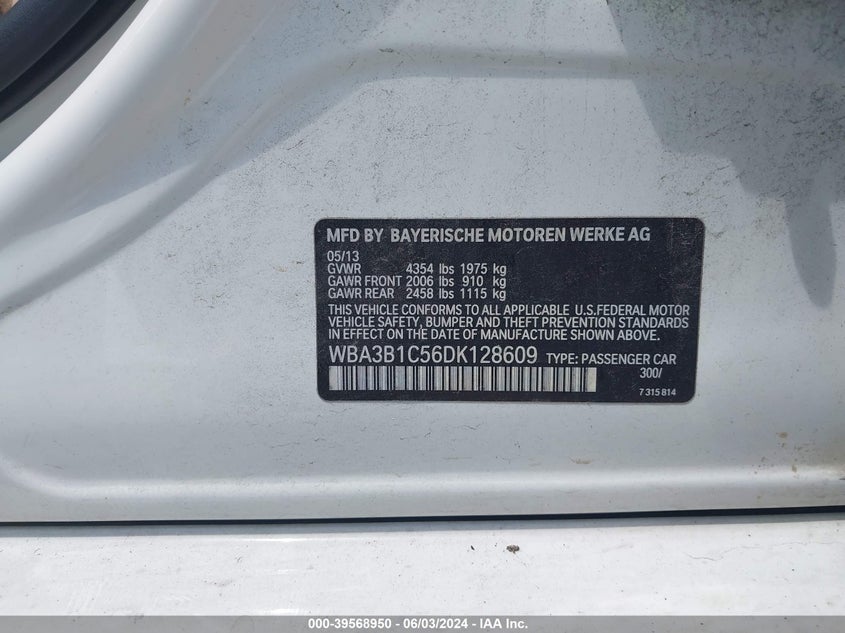 MFD BY BAYERISCHE MOTOREN WERKE AG
05/13
GVWR 4354 lbs 1975 kg
GAWR FRONT 2006 lbs 910 kg
GAWR REAR 2458 lbs 1115 kg
THIS VEHICLE CONFORMS TO ALL APPLICABLE U.S.FEDERAL MOTOR
VEHICLE SAFETY, BUMPER AND THEFT PREVENTION STANDARDS
IN EFFECT ON THE DATE OF MANUFACTURE SHOWN ABOVE.
WBA3B1C56DK128609 TYPE: PASSENGER CAR
300/
7 315 814
000-39568950 - 06/03/2024 - IAA Inc.